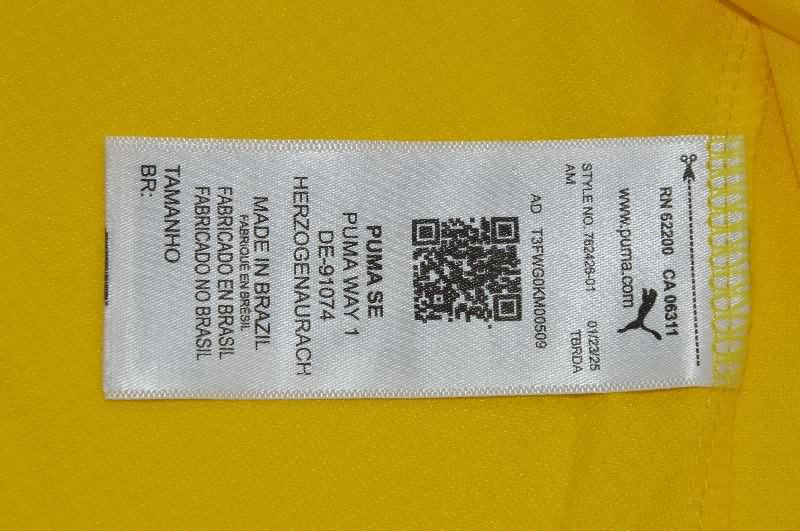 RN 62200 CA 06311
www.puma.com
STYLE NO. 762426-01 01/23/25
AM TBRDA
AD T3FWG0KM00509
PUMA SE
PUMA WAY 1
DE-91074
HERZOGENAURACH
MADE IN BRAZIL
FABRIQUÉ EN BRÉSIL
FABRICADO EN BRASIL
FABRICADO NO BRASIL
TAMANHO
BR: